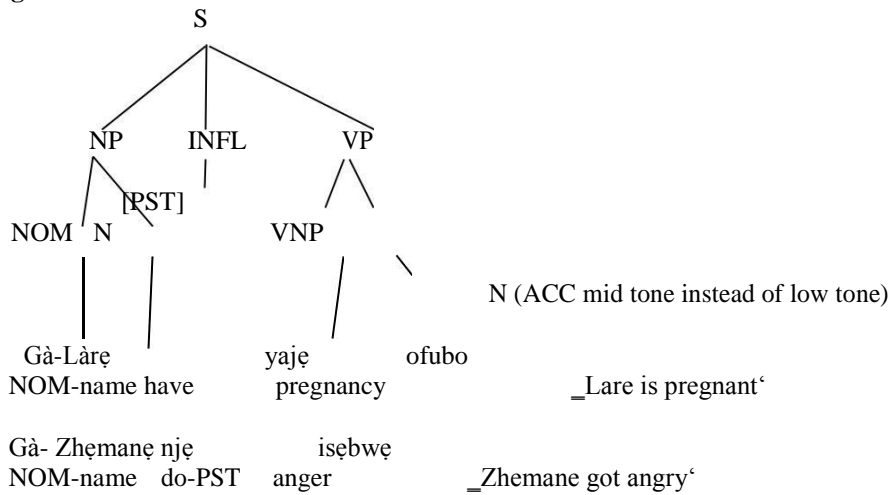 S
NP INFL VP
[PST]
NOM N VNP
N (ACC mid tone instead of low tone)
Gà-Làrẹ yajẹ ofubo
NOM-name have pregnancy ‗Lare is pregnant‘
Gà- Zhẹmanẹ njẹ isẹbwẹ
NOM-name do-PST anger ‗Zhemane got angry‘